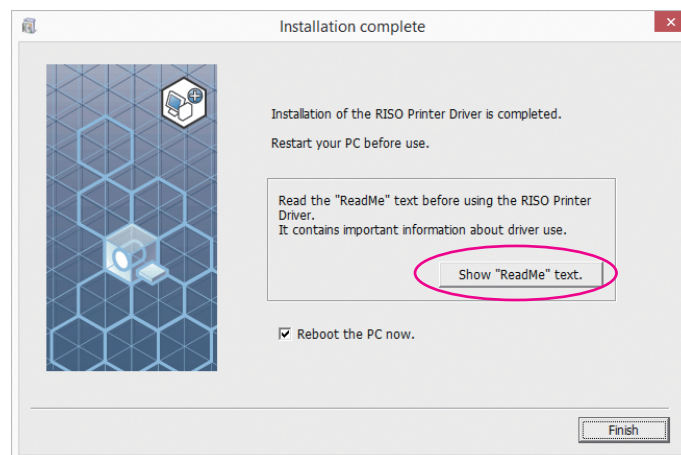 Installation complete
Installation of the RISO Printer Driver is completed.
Restart your PC before use.
Read the "ReadMe" text before using the RISO Printer
Driver.
It contains important information about driver use.
Show "ReadMe" text.
Reboot the PC now.
Finish